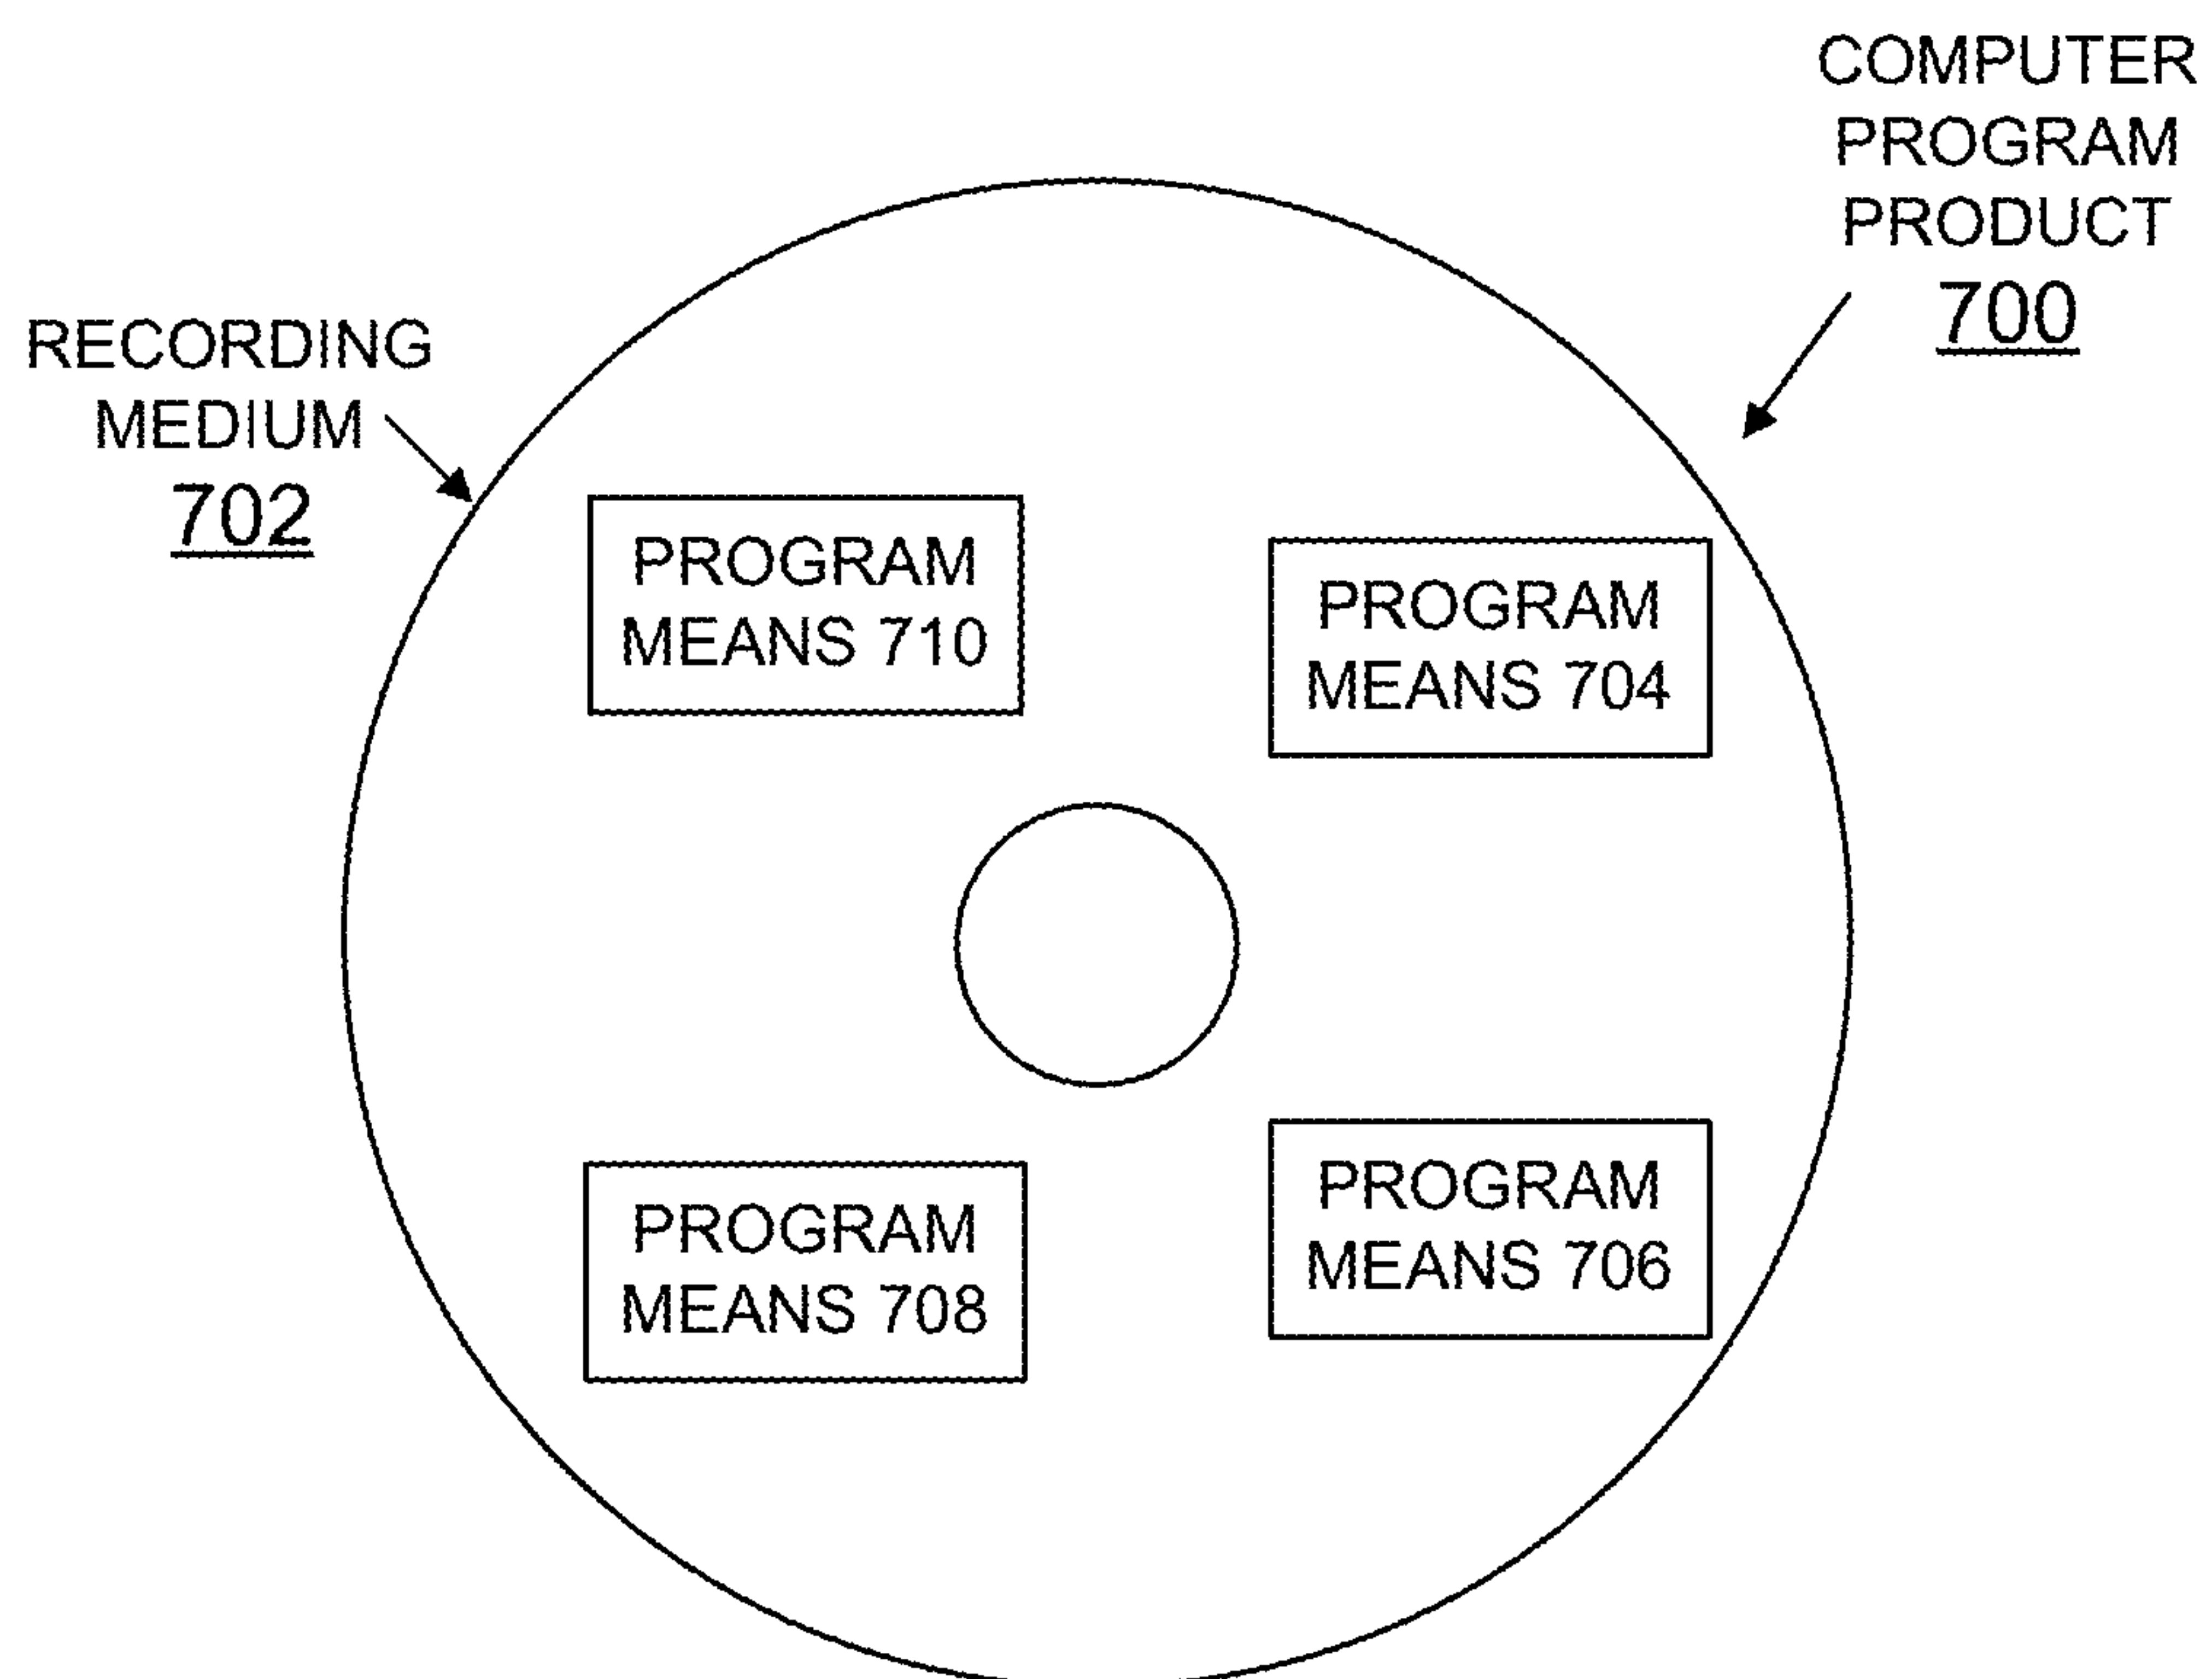 COMPUTER
PROGRAM
PRODUCT
700
RECORDING
MEDIUM
702
PROGRAM
MEANS 710
PROGRAM
MEANS 704
PROGRAM
MEANS 708
PROGRAM
MEANS 706